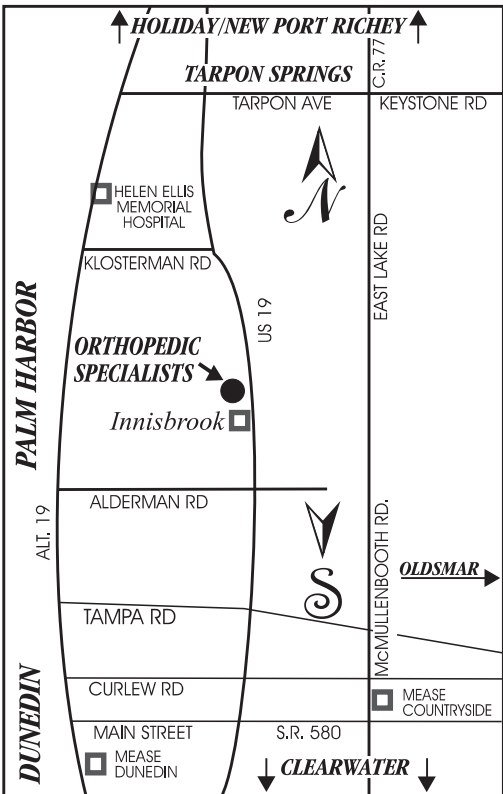 HOLIDAY/NEW PORT RICHEY
C.R. 77
TARPON SPRINGS
TARPON AVE
KEYSTONE RD
HELEN ELLIS
MEMORIAL
HOSPITAL
N
KLOSTERMAN RD
EAST LAKE RD
US 19
PALM HARBOR
ORTHOPEDIC
SPECIALISTS
Innisbrook
ALDERMAN RD
ALT. 19
S
McMULLENBOOTH RD.
OLDSMAR
TAMPA RD
DUNEDIN
CURLEW RD
MEASE
COUNTRYSIDE
MAIN STREET
S.R. 580
MEASE
DUNEDIN
CLEARWATER